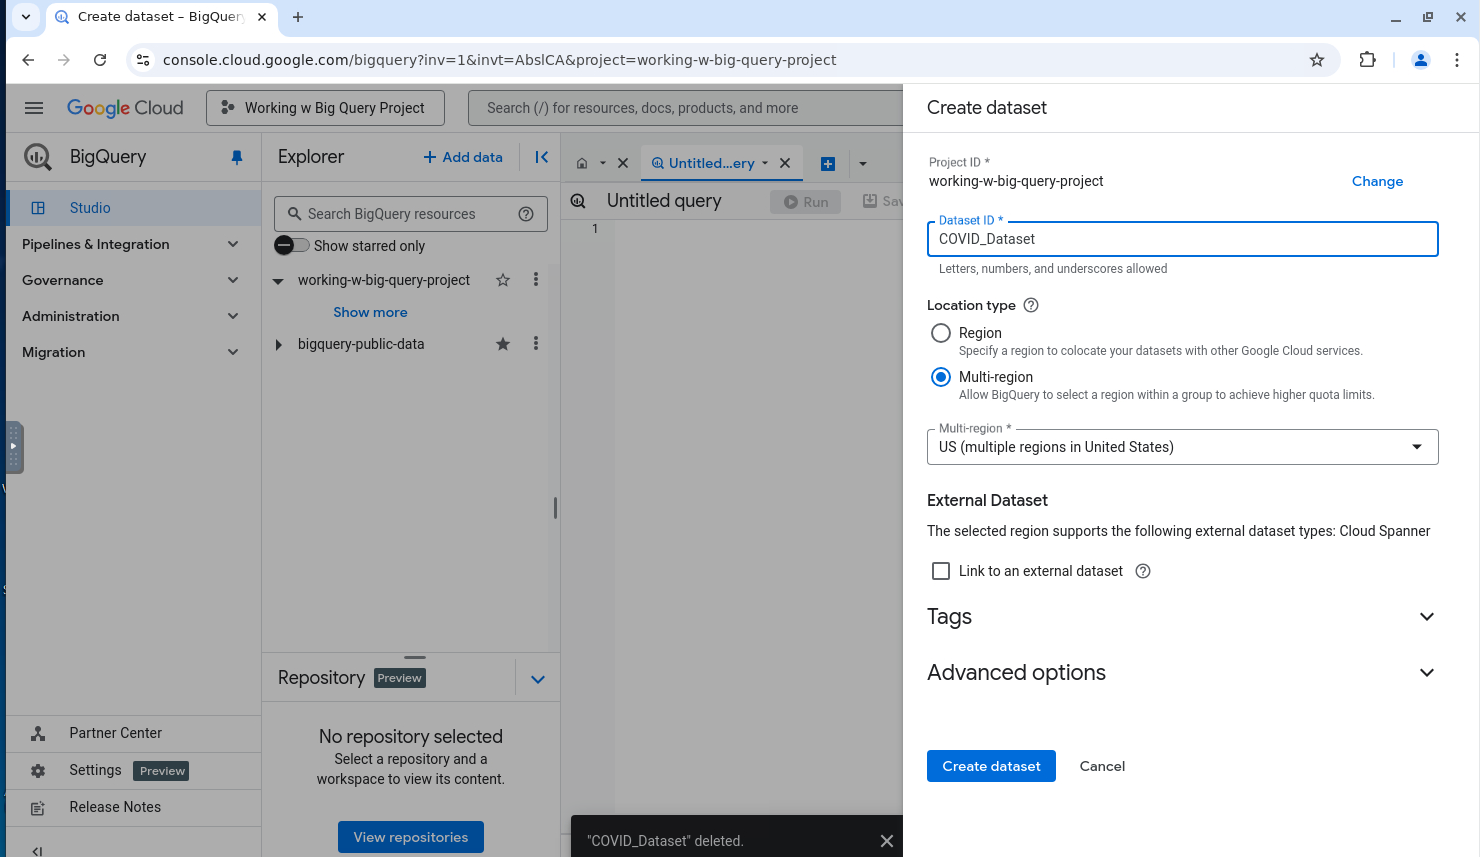 Create dataset – BigQuer
console.cloud.google.com/bigquery?inv=1&invt=AbslCA&project=working-w-big-query-project
Google Cloud
Working w Big Query Project
Search (/) for resources, docs, products, and more
BigQuery
Studio
Pipelines & Integration
Governance
Administration
Migration
Partner Center
Settings Preview
Release Notes
Explorer
+ Add data
Search BigQuery resources
Show starred only
working-w-big-query-project
Show more
bigquery-public-data
Repository Preview
No repository selected
Select a repository and a
workspace to view its content.
View repositories
Untitled...ery
Untitled query
Run
Sav
1
"COVID_Dataset" deleted.
Create dataset
Project ID *
working-w-big-query-project
Change
Dataset ID *
COVID_Dataset
Letters, numbers, and underscores allowed
Location type
Region
Specify a region to colocate your datasets with other Google Cloud services.
Multi-region
Allow BigQuery to select a region within a group to achieve higher quota limits.
Multi-region *
US (multiple regions in United States)
External Dataset
The selected region supports the following external dataset types: Cloud Spanner
Link to an external dataset
Tags
Advanced options
Create dataset
Cancel